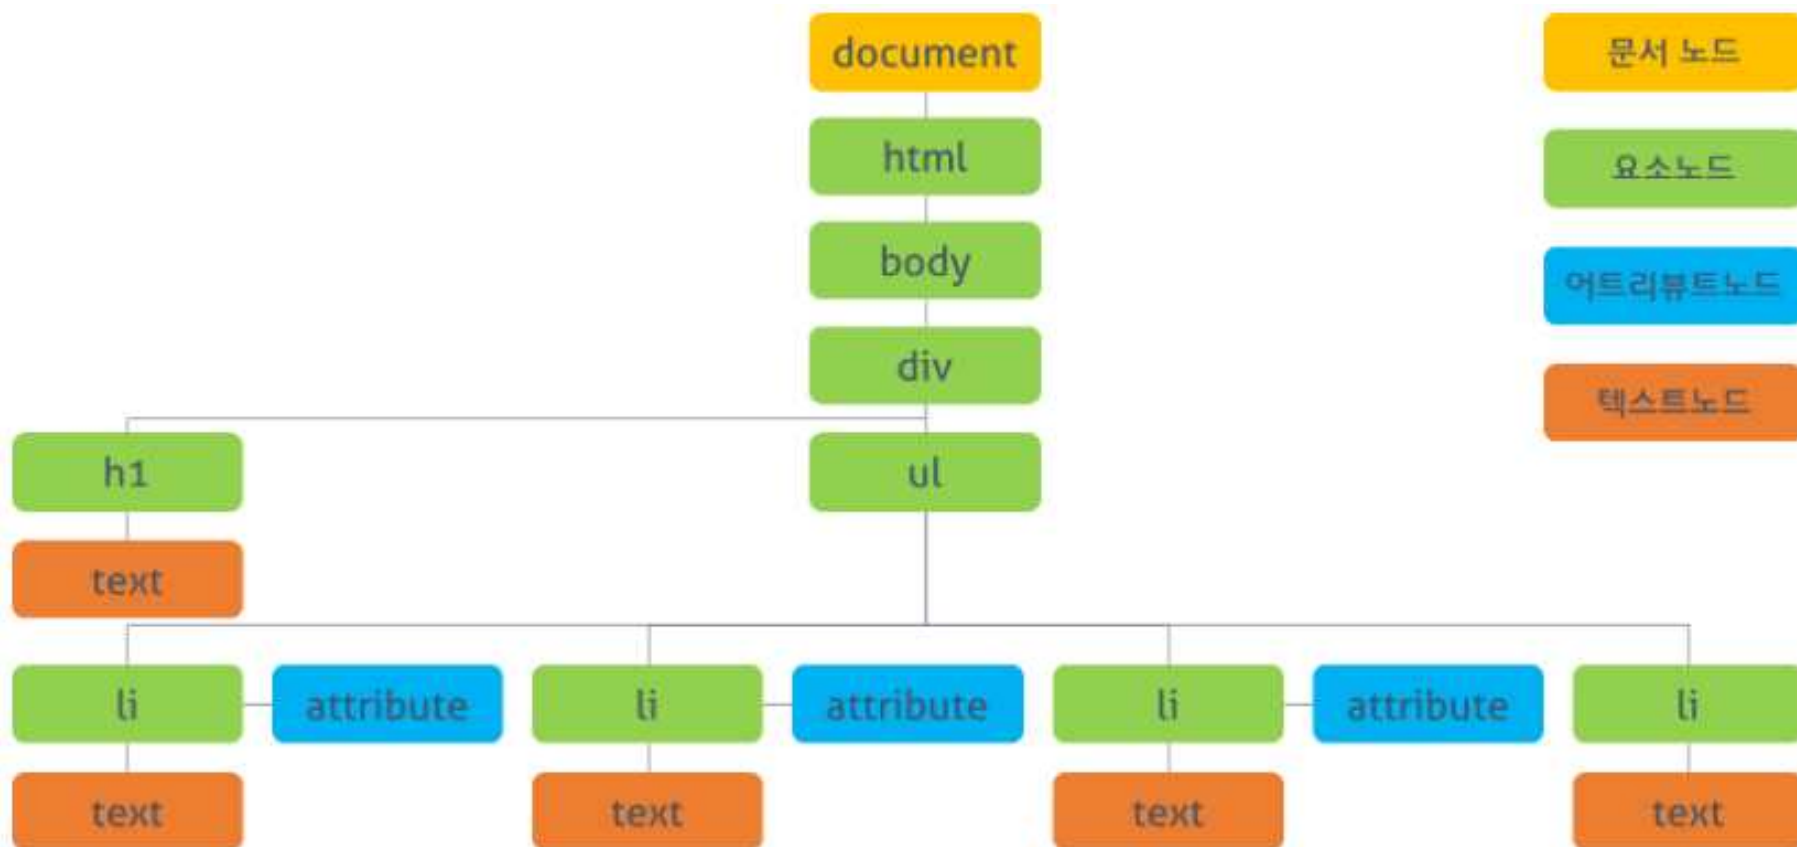 document
html
body
div
h1
ul
text
li
attribute
li
attribute
li
attribute
li
text
text
text
text
문서 노드
요소노드
어트리뷰트노드
텍스트노드